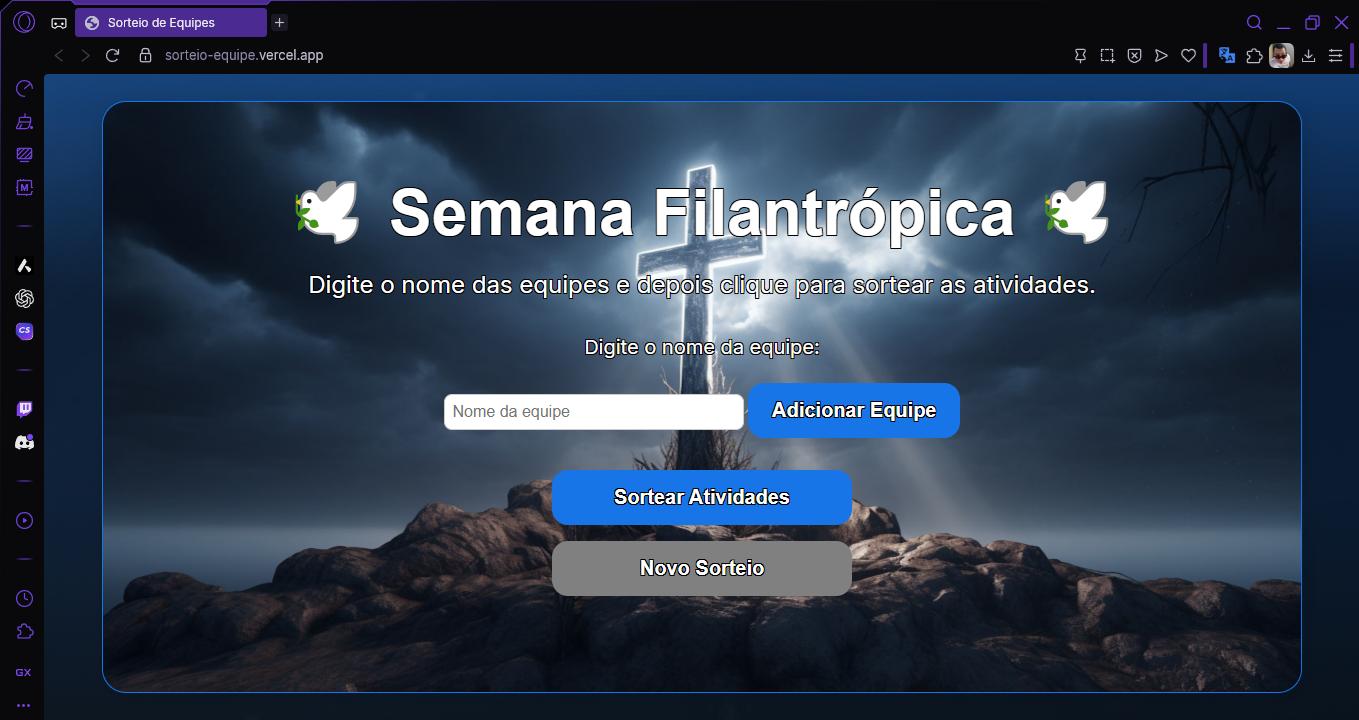 Sorteio de Equipes
sorteio-equipe.vercel.app
M
CS
🕊️ Semana Filantrópica 🕊️
Digite o nome das equipes e depois clique para sortear as atividades.
Digite o nome da equipe:
Nome da equipe
Adicionar Equipe
Sortear Atividades
Novo Sorteio
GX